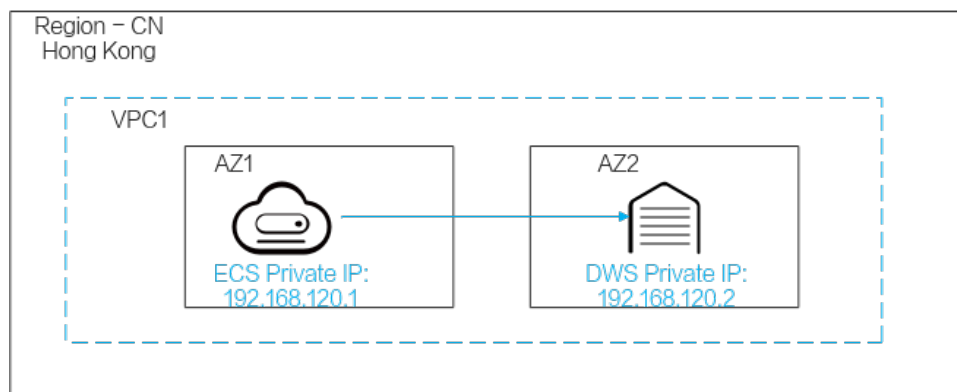 Region – CN
Hong Kong
VPC1
AZ1
ECS Private IP:
192.168.120.1
AZ2
DWS Private IP:
192.168.120.2